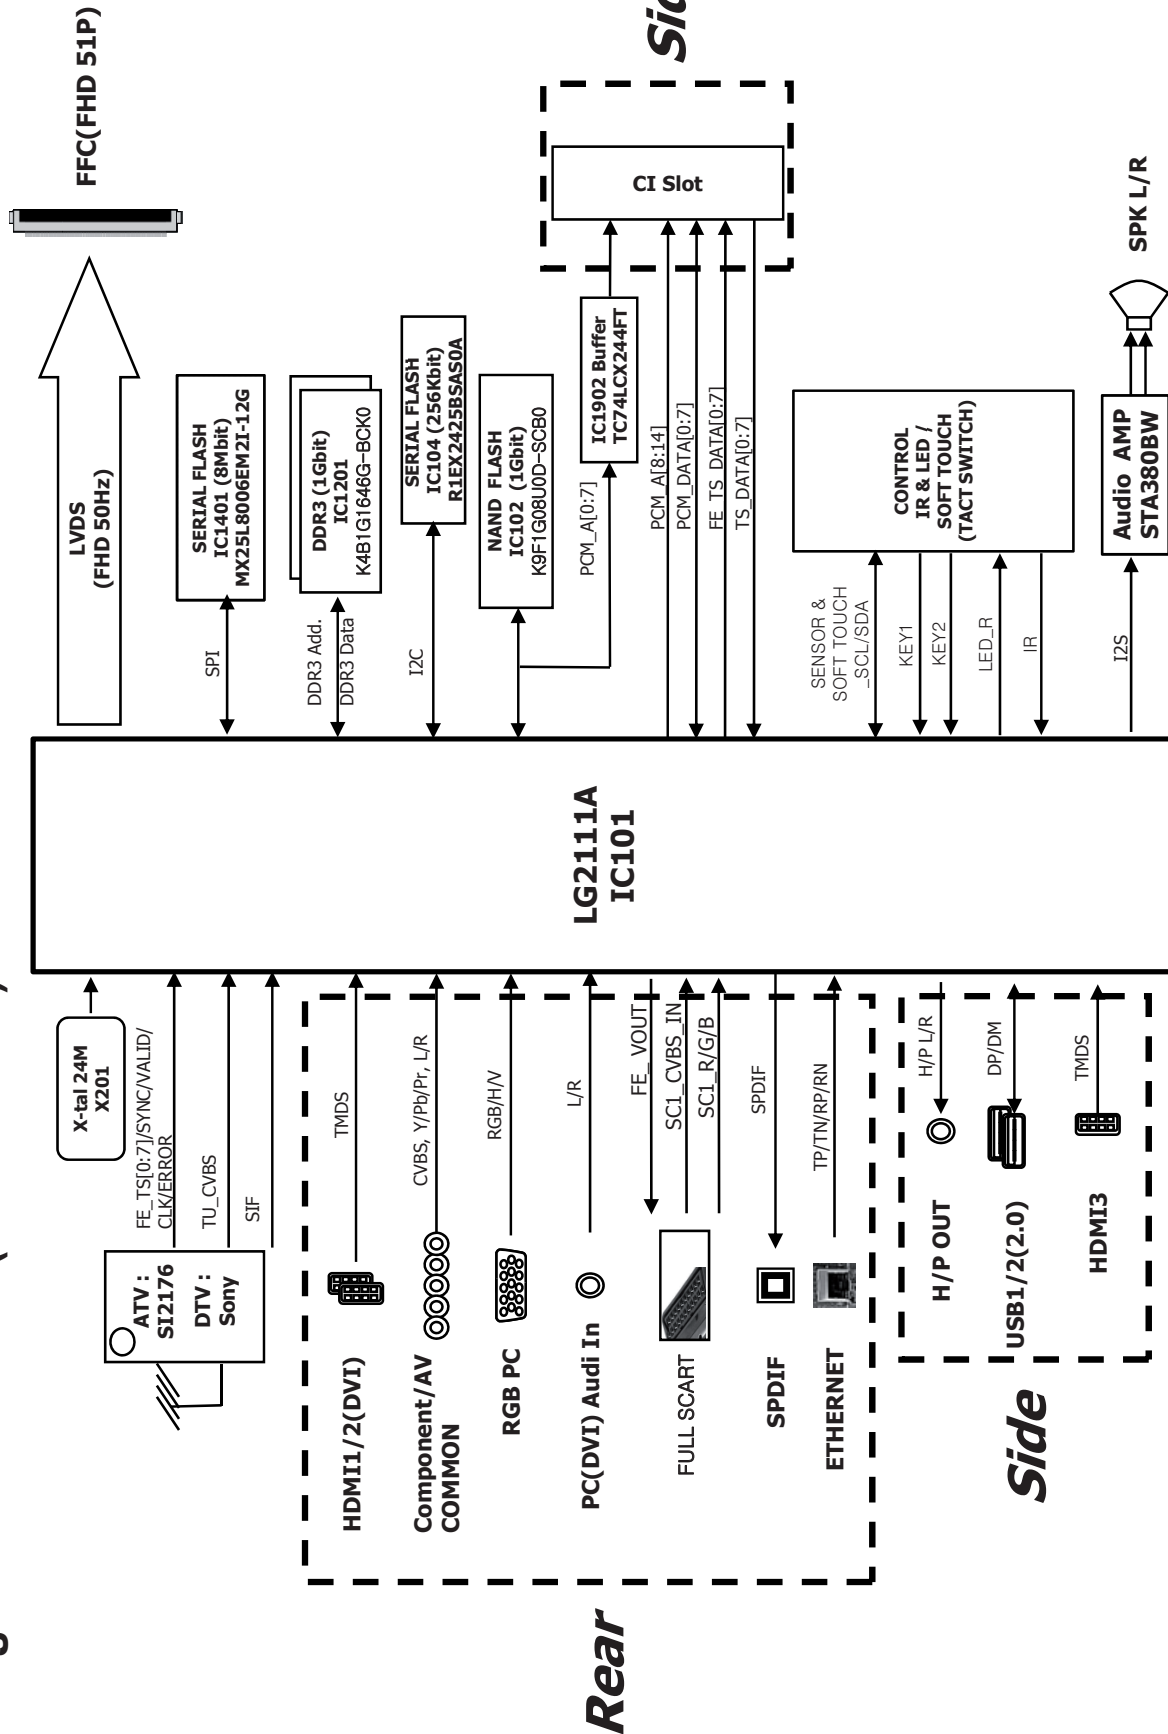 FFC(FHD 51P)
LVDS
(FHD 50Hz)
SERIAL FLASH
IC1401 (8Mbit)
MX25L8006EM2I-12G
SPI
DDR3 (1Gbit)
IC1201
K4B1G1646G-BCK0
DDR3 Add.
DDR3 Data
SERIAL FLASH
IC104 (256Kbit)
R1EX2425BSAS0A
I2C
NAND FLASH
IC102 (1Gbit)
K9F1G08U0D-SCB0
IC1902 Buffer
TC74LCX244FT
PCM_A[0:7]
CI Slot
PCM_A[8:14]
PCM_DATA[0:7]
FE_TS_DATA[0:7]
TS_DATA[0:7]
CONTROL
IR & LED /
SOFT TOUCH
(TACT SWITCH)
SENSOR &
SOFT TOUCH
_SCL/SDA
KEY1
KEY2
LED_R
IR
SPK L/R
Audio AMP
STA380BW
I2S
LG2111A
IC101
X-tal 24M
X201
FE_TS[0:7]/SYNC/VALID/
CLK/ERROR
TU_CVBS
SIF
ATV :
SI2176
DTV :
Sony
TMDS
HDMI1/2(DVI)
CVBS, Y/Pb/Pr, L/R
Component/AV
COMMON
RGB/H/V
RGB PC
L/R
PC(DVI) Audi In
FE_VOUT
SC1_CVBS_IN
SC1_R/G/B
FULL SCART
SPDIF
SPDIF
TP/TN/RP/RN
ETHERNET
Rear
H/P L/R
H/P OUT
DP/DM
USB1/2(2.0)
TMDS
HDMI3
Side